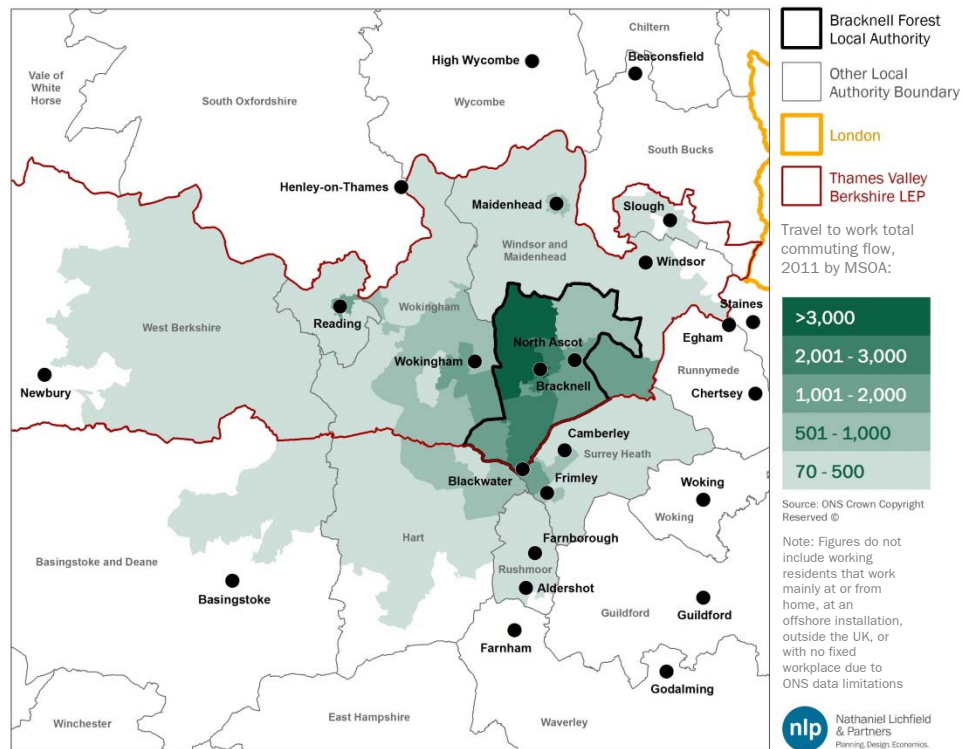 Chiltern
High Wycombe
Beaconsfield
Vale of
White
Horse
South Oxfordshire
Wycombe
South Bucks
Henley-on-Thames
Maidenhead
Slough
Windsor and
Maidenhead
Windsor
Staines
Wokingham
West Berkshire
Reading
North Ascot
Egham
Wokingham
Runnymede
Bracknell
Newbury
Chertsey
Camberley
Surrey Heath
Blackwater
Frimley
Woking
Woking
Hart
Farnborough
Basingstoke and Deane
Rushmoor
Basingstoke
Aldershot
Guildford
Guildford
Farnham
Godalming
East Hampshire
Winchester
Waverley
Bracknell Forest
Local Authority
Other Local
Authority Boundary
London
Thames Valley
Berkshire LEP
Travel to work total
commuting flow,
2011 by MSOA:
>3,000
2,001 - 3,000
1,001 - 2,000
501 - 1,000
70 - 500
Source: ONS Crown Copyright
Reserved ©
Note: Figures do not
include working
residents that work
mainly at or from
home, at an
offshore installation,
outside the UK, or
with no fixed
workplace due to
ONS data limitations
nlp
Nathaniel Lichfield
& Partners
Planning. Design. Economics.